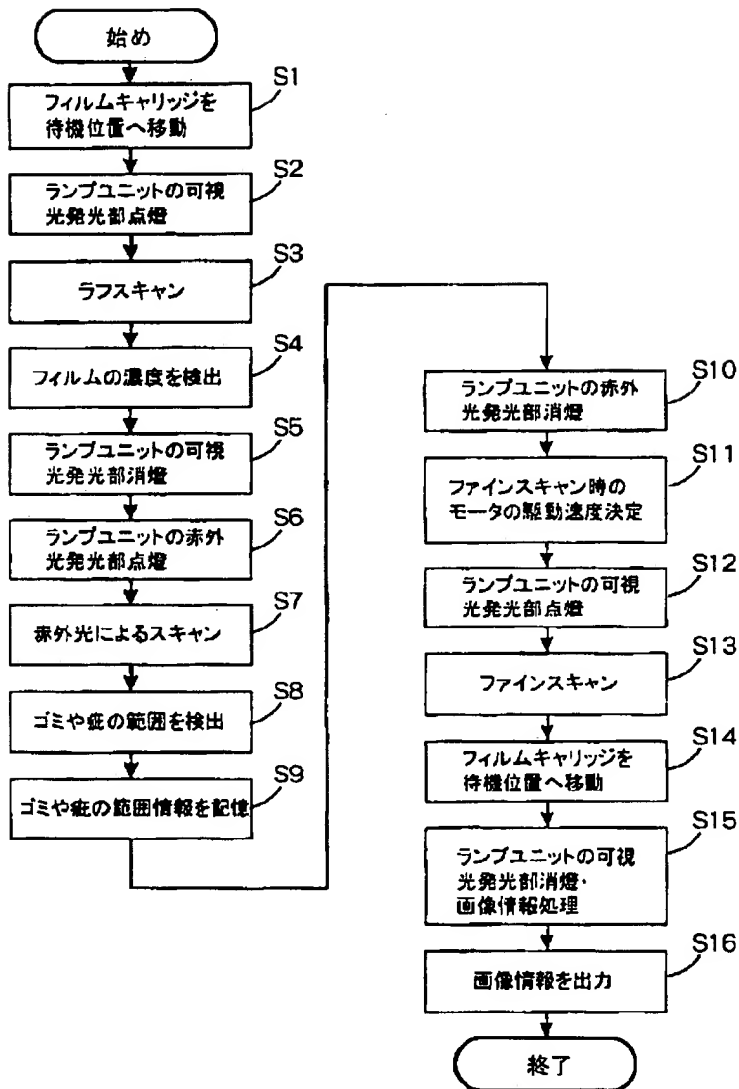 始め
S1
フィルムキャリッジを
待機位置へ移動
S2
ランプユニットの可視
光発光部点燈
S3
ラフスキャン
S4
フィルムの濃度を検出
S5
ランプユニットの可視
光発光部消燈
S6
ランプユニットの赤外
光発光部点燈
S7
赤外光によるスキャン
S8
ゴミや疵の範囲を検出
S9
ゴミや疵の範囲情報を記憶
S10
ランプユニットの赤外
光発光部消燈
S11
ファインスキャン時の
モータの駆動速度決定
S12
ランプユニットの可視
光発光部点燈
S13
ファインスキャン
S14
フィルムキャリッジを
待機位置へ移動
S15
ランプユニットの可視
光発光部消燈・
画像情報処理
S16
画像情報を出力
終了